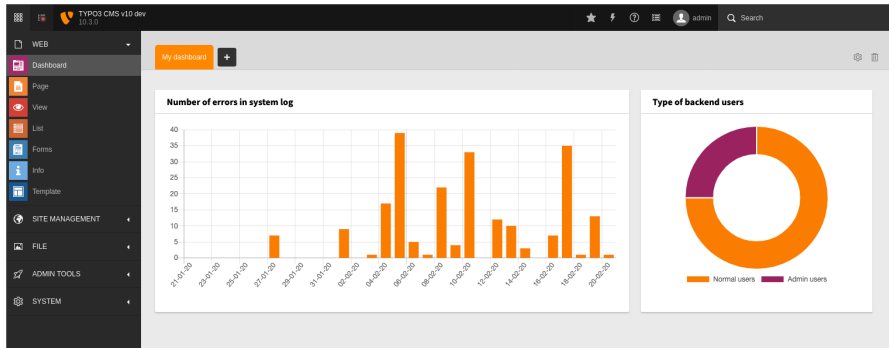 TYPO3 CMS v10 dev
10.3.0
admin
Search
WEB
Dashboard
Page
View
List
Forms
Info
Template
SITE MANAGEMENT
FILE
ADMIN TOOLS
SYSTEM
My dashboard
+
Number of errors in system log
40
35
30
25
20
15
10
5
0
21-01-20
23-01-20
25-01-20
27-01-20
29-01-20
31-01-20
02-02-20
04-02-20
06-02-20
08-02-20
10-02-20
12-02-20
14-02-20
16-02-20
18-02-20
20-02-20
Type of backend users
Normal users
Admin users